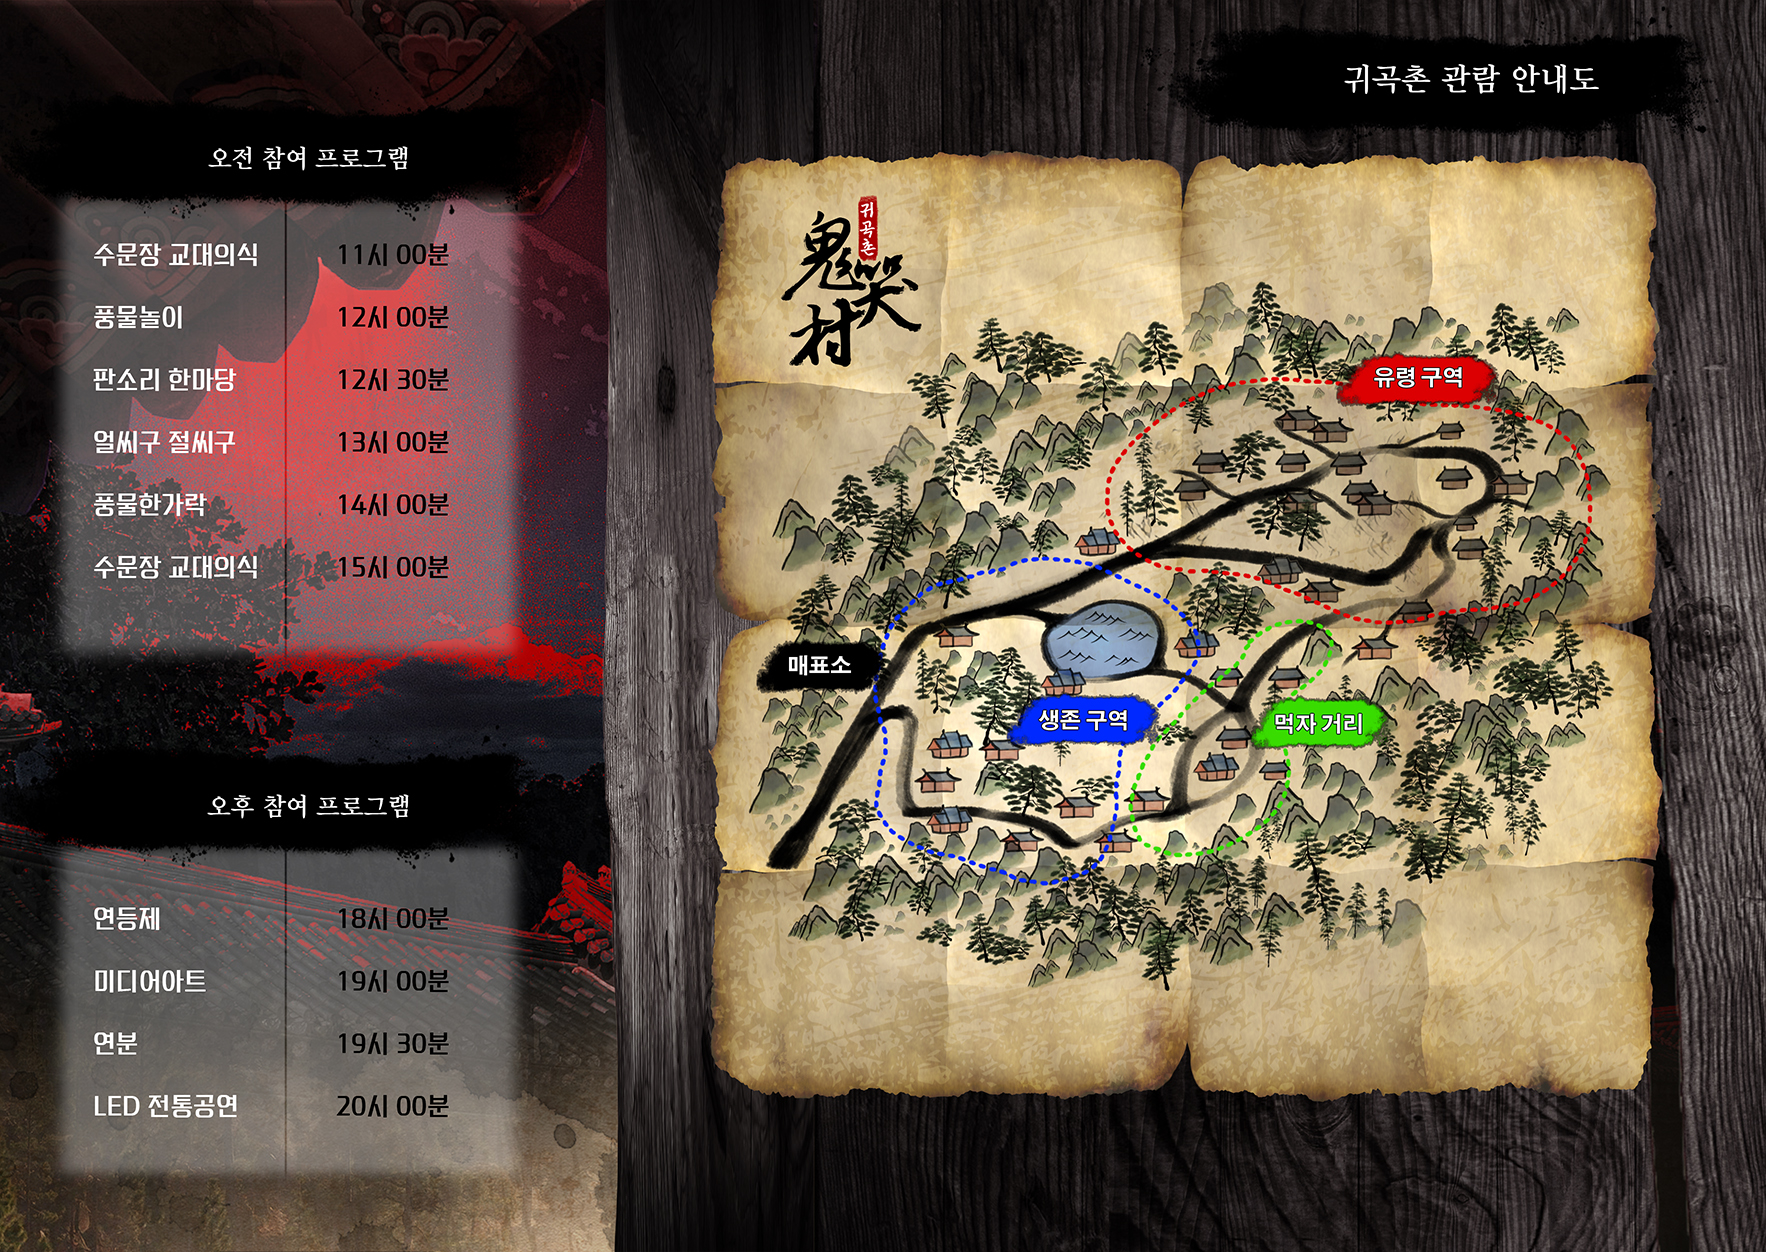 오전 참여 프로그램
수문장 교대의식 11시 00분
풍물놀이 12시 00분
판소리 한마당 12시 30분
얼씨구 절씨구 13시 00분
풍물한가락 14시 00분
수문장 교대의식 15시 00분
오후 참여 프로그램
연등제 18시 00분
미디어아트 19시 00분
연분 19시 30분
LED 전통공연 20시 00분
귀곡촌 관람 안내도
귀곡촌
鬼哭村
유령 구역
매표소
생존 구역
먹자 거리